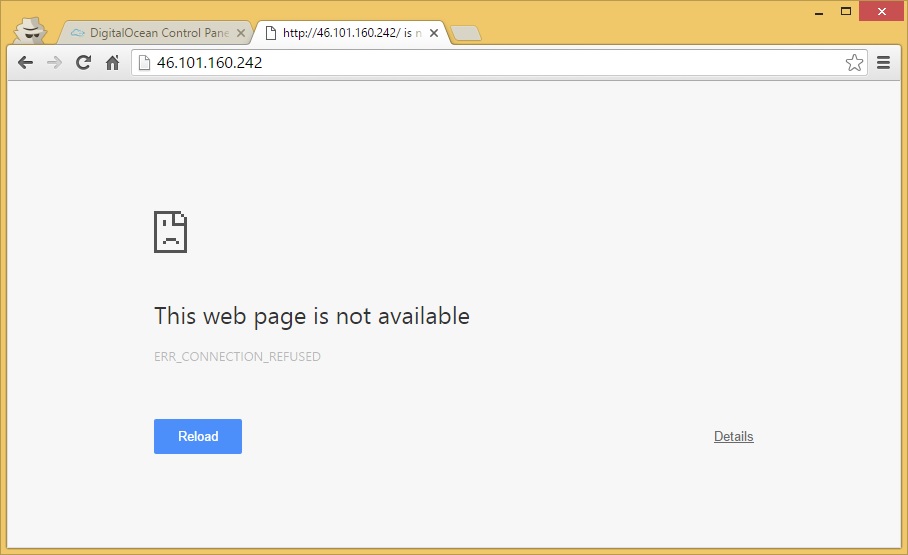 DigitalOcean Control Pane
http://46.101.160.242/ is n
46.101.160.242
This web page is not available
ERR_CONNECTION_REFUSED
Reload
Details